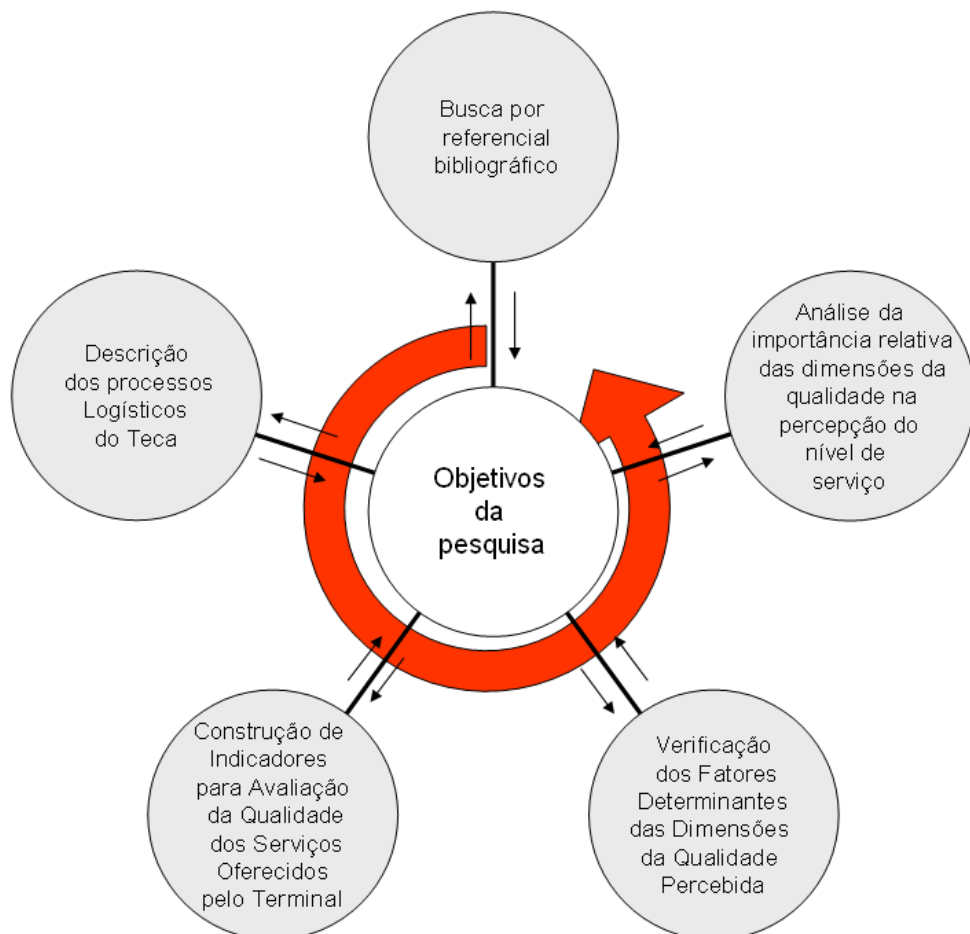 Busca por
referencial
bibliográfico
Descrição
dos processos
Logísticos
do Teca
Análise da
importância relativa
das dimensões da
qualidade na
percepção do
nível de
serviço
Objetivos
da
pesquisa
Construção de
Indicadores
para Avaliação
da Qualidade
dos Serviços
Oferecidos
pelo Terminal
Verificação
dos Fatores
Determinantes
das Dimensões
da Qualidade
Percebida